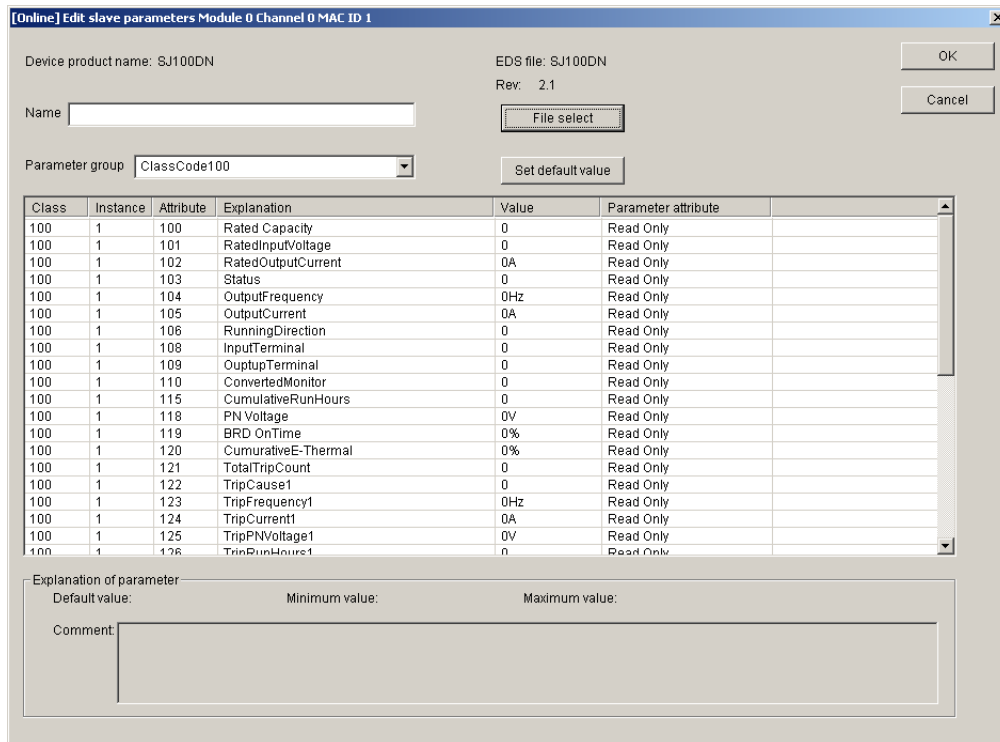 [Online] Edit slave parameters Module 0 Channel 0 MAC ID 1
Device product name: SJ100DN
EDS file: SJ100DN
OK
Rev: 2.1
Cancel
Name
File select
Parameter group ClassCode100
Set default value
Class Instance Attribute Explanation Value Parameter attribute
100 1 100 Rated Capacity 0 Read Only
100 1 101 RatedInputVoltage 0 Read Only
100 1 102 RatedOutputCurrent 0A Read Only
100 1 103 Status 0 Read Only
100 1 104 OutputFrequency 0Hz Read Only
100 1 105 OutputCurrent 0A Read Only
100 1 106 RunningDirection 0 Read Only
100 1 108 InputTerminal 0 Read Only
100 1 109 OuptupTerminal 0 Read Only
100 1 110 ConvertedMonitor 0 Read Only
100 1 115 CumulativeRunHours 0 Read Only
100 1 118 PN Voltage 0V Read Only
100 1 119 BRD OnTime 0% Read Only
100 1 120 CumurativeE-Thermal 0% Read Only
100 1 121 TotalTripCount 0 Read Only
100 1 122 TripCause1 0 Read Only
100 1 123 TripFrequency1 0Hz Read Only
100 1 124 TripCurrent1 0A Read Only
100 1 125 TripPNVoltage1 0V Read Only
100 1 126 TripRunHours1 0 Read Only
Explanation of parameter
Default value: Minimum value: Maximum value:
Comment: